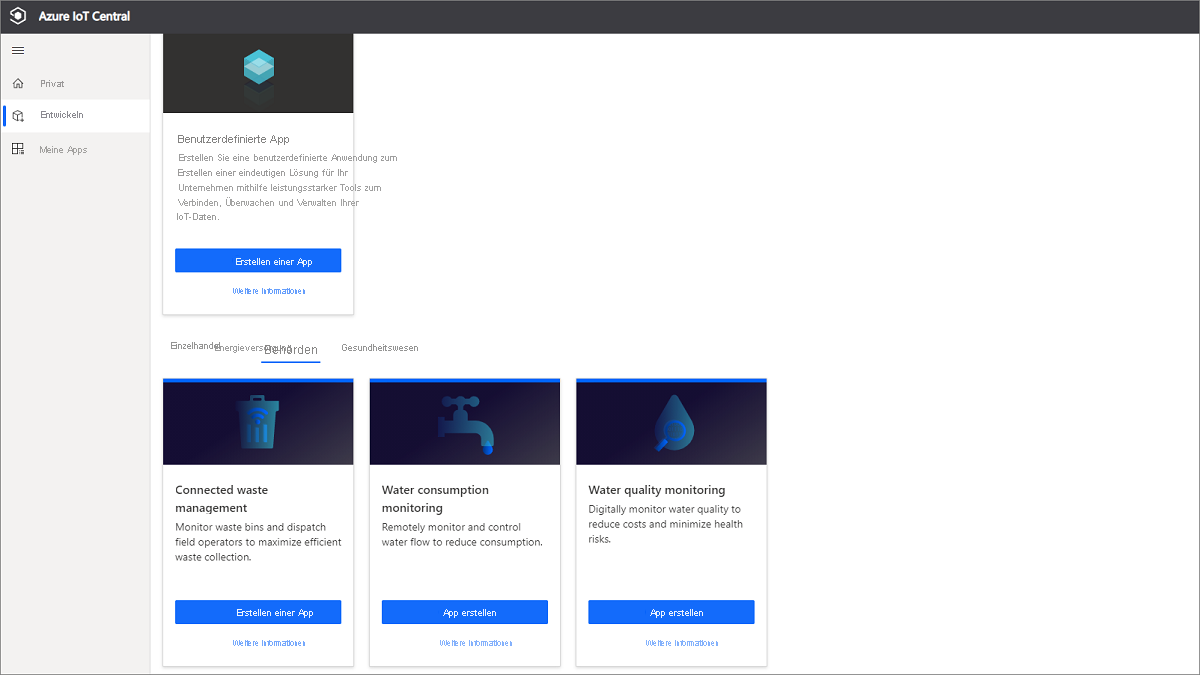 Azure IoT Central
Privat
Entwickeln
Meine Apps
Benutzerdefinierte App
Erstellen Sie eine benutzerdefinierte Anwendung zum
Erstellen einer eindeutigen Lösung für Ihr
Unternehmen mithilfe leistungsstarker Tools zum
Verbinden, Überwachen und Verwalten Ihrer
IoT-Daten.
Erstellen einer App
Weitere Informationen
Einzelhandel Energieversorgung Behörden Gesundheitswesen
Connected waste
management
Monitor waste bins and dispatch
field operators to maximize efficient
waste collection.
Erstellen einer App
Weitere Informationen
Water consumption
monitoring
Remotely monitor and control
water flow to reduce consumption.
App erstellen
Weitere Informationen
Water quality monitoring
Digitally monitor water quality to
reduce costs and minimize health
risks.
App erstellen
Weitere Informationen